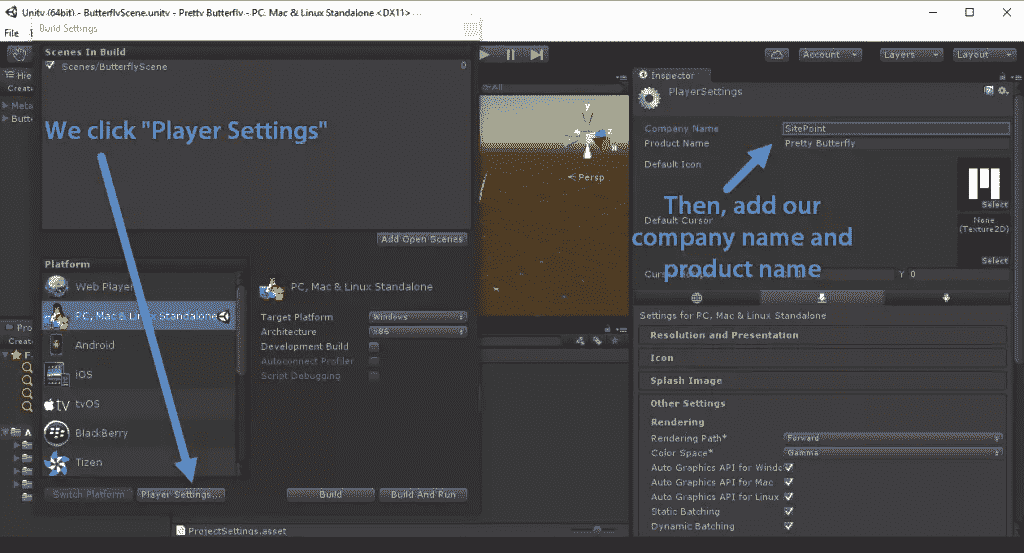 Unity (64bit) - ButterflyScene.unity - Pretty Butterfly - PC, Mac & Linux Standalone <DX11>
File
Build Settings
Scenes In Build
Scenes/ButterflyScene 0
We click "Player Settings"
Add Open Scenes
Platform
Web Player
PC, Mac & Linux Standalone
Android
iOS
tvOS
BlackBerry
Tizen
Switch Platform
Player Settings...
PC, Mac & Linux Standalone
Target Platform Windows
Architecture x86
Development Build
Autoconnect Profiler
Script Debugging
Build
Build And Run
Hie
Creat
Meta
Butt
Pro
Creat
F
A
All
y
z
x
Persp
ProjectSettings.asset
Account
Layers
Layout
Inspector
PlayerSettings
Company Name SitePoint
Product Name Pretty Butterfly
Default Icon
Select
Then, add our
company name and
product name
Default Cursor
None
(Texture2D)
Select
Y 0
Settings for PC, Mac & Linux Standalone
Resolution and Presentation
Icon
Splash Image
Other Settings
Rendering
Rendering Path* Forward
Color Space* Gamma
Auto Graphics API for Windo
Auto Graphics API for Mac
Auto Graphics API for Linux
Static Batching
Dynamic Batching